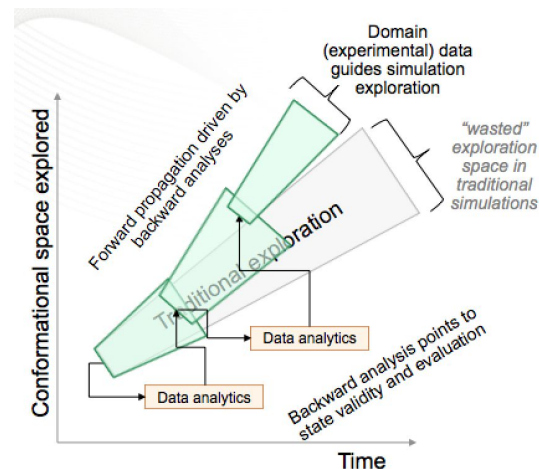 Domain
(experimental) data
guides simulation
exploration
"wasted"
exploration
space in
traditional
simulations
Forward propagation driven by
backward analyses
Conformational space explored
Traditional exploration
Data analytics
Data analytics
Backward analysis points to
state validity and evaluation
Time